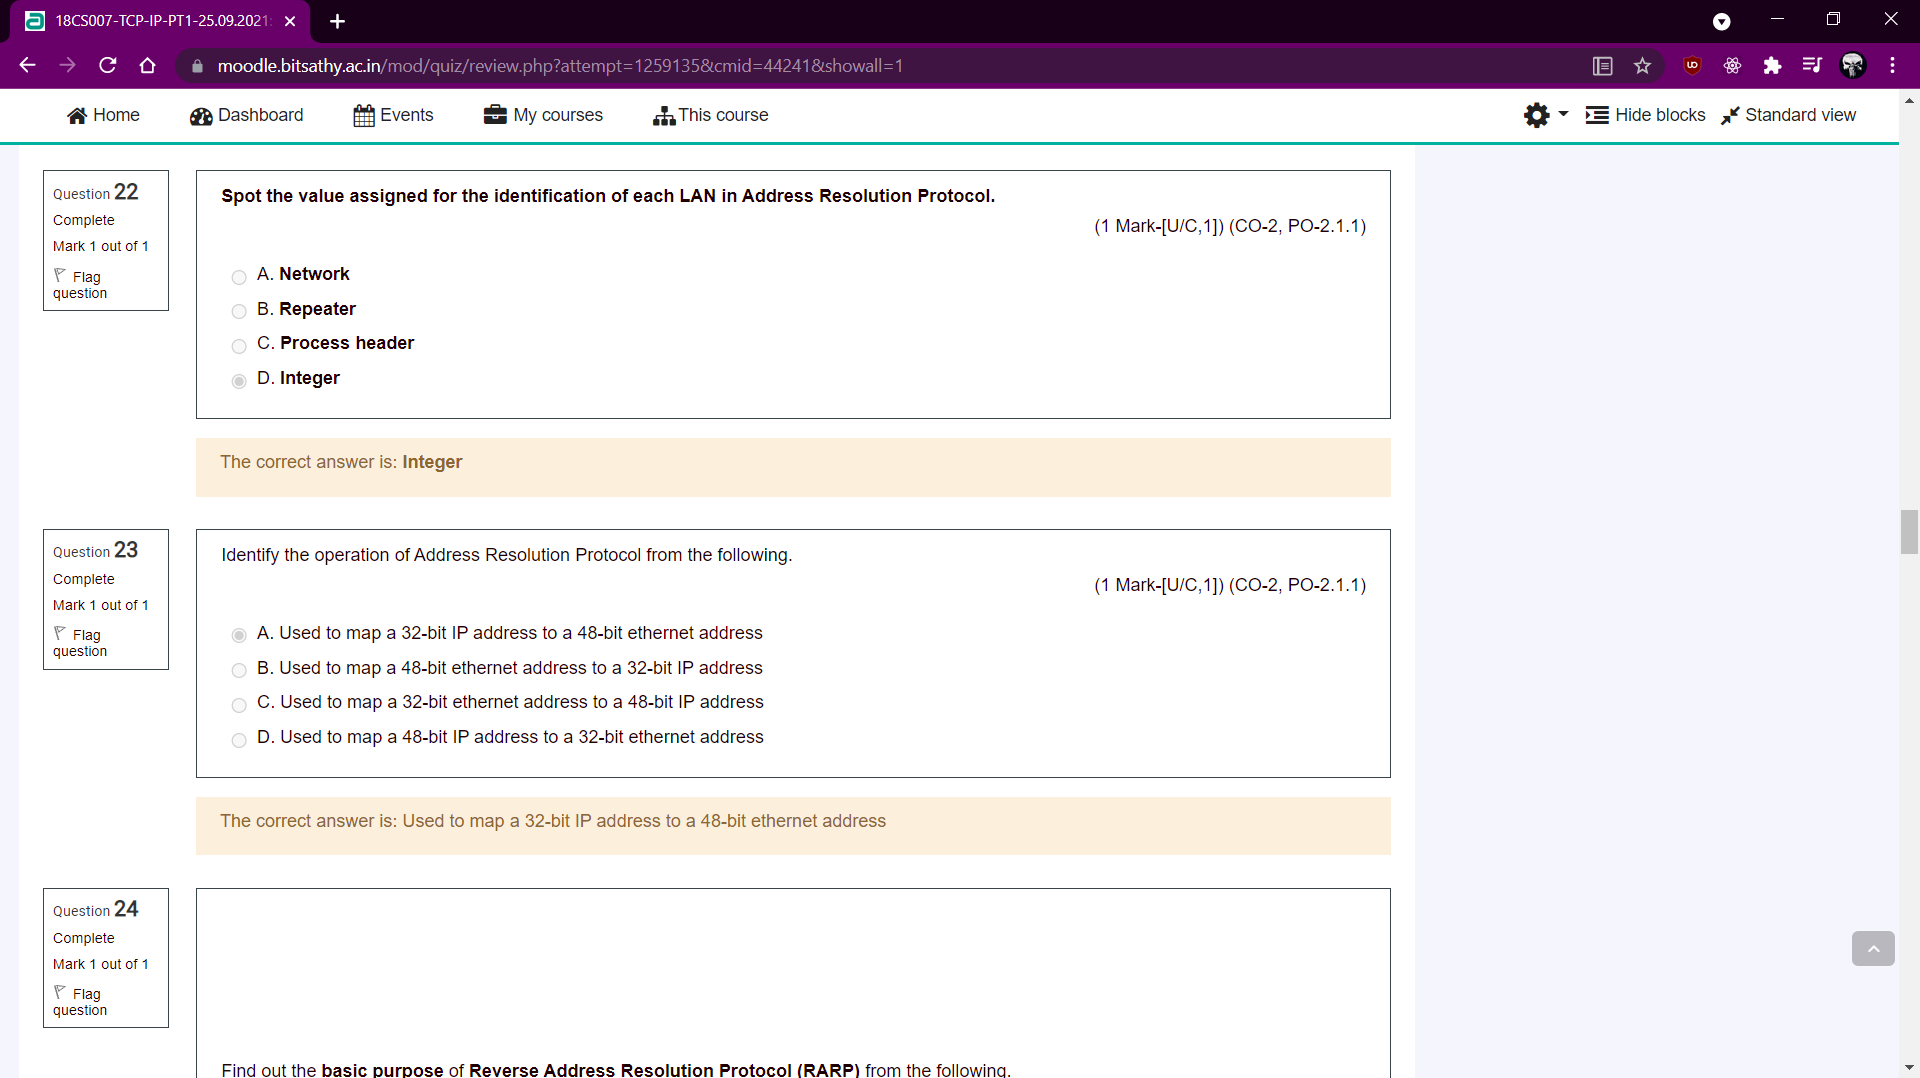 18CS007-TCP-IP-PT1-25.09.2021
moodle.bitsathy.ac.in/mod/quiz/review.php?attempt=1259135&cmid=44241&showall=1
Home Dashboard Events My courses This course Hide blocks Standard view
Question 22
Complete
Mark 1 out of 1
Flag question
Spot the value assigned for the identification of each LAN in Address Resolution Protocol.
(1 Mark-[U/C,1]) (CO-2, PO-2.1.1)
A. Network
B. Repeater
C. Process header
D. Integer
The correct answer is: Integer
Question 23
Complete
Mark 1 out of 1
Flag question
Identify the operation of Address Resolution Protocol from the following.
(1 Mark-[U/C,1]) (CO-2, PO-2.1.1)
A. Used to map a 32-bit IP address to a 48-bit ethernet address
B. Used to map a 48-bit ethernet address to a 32-bit IP address
C. Used to map a 32-bit ethernet address to a 48-bit IP address
D. Used to map a 48-bit IP address to a 32-bit ethernet address
The correct answer is: Used to map a 32-bit IP address to a 48-bit ethernet address
Question 24
Complete
Mark 1 out of 1
Flag question
Find out the basic purpose of Reverse Address Resolution Protocol (RARP) from the following.